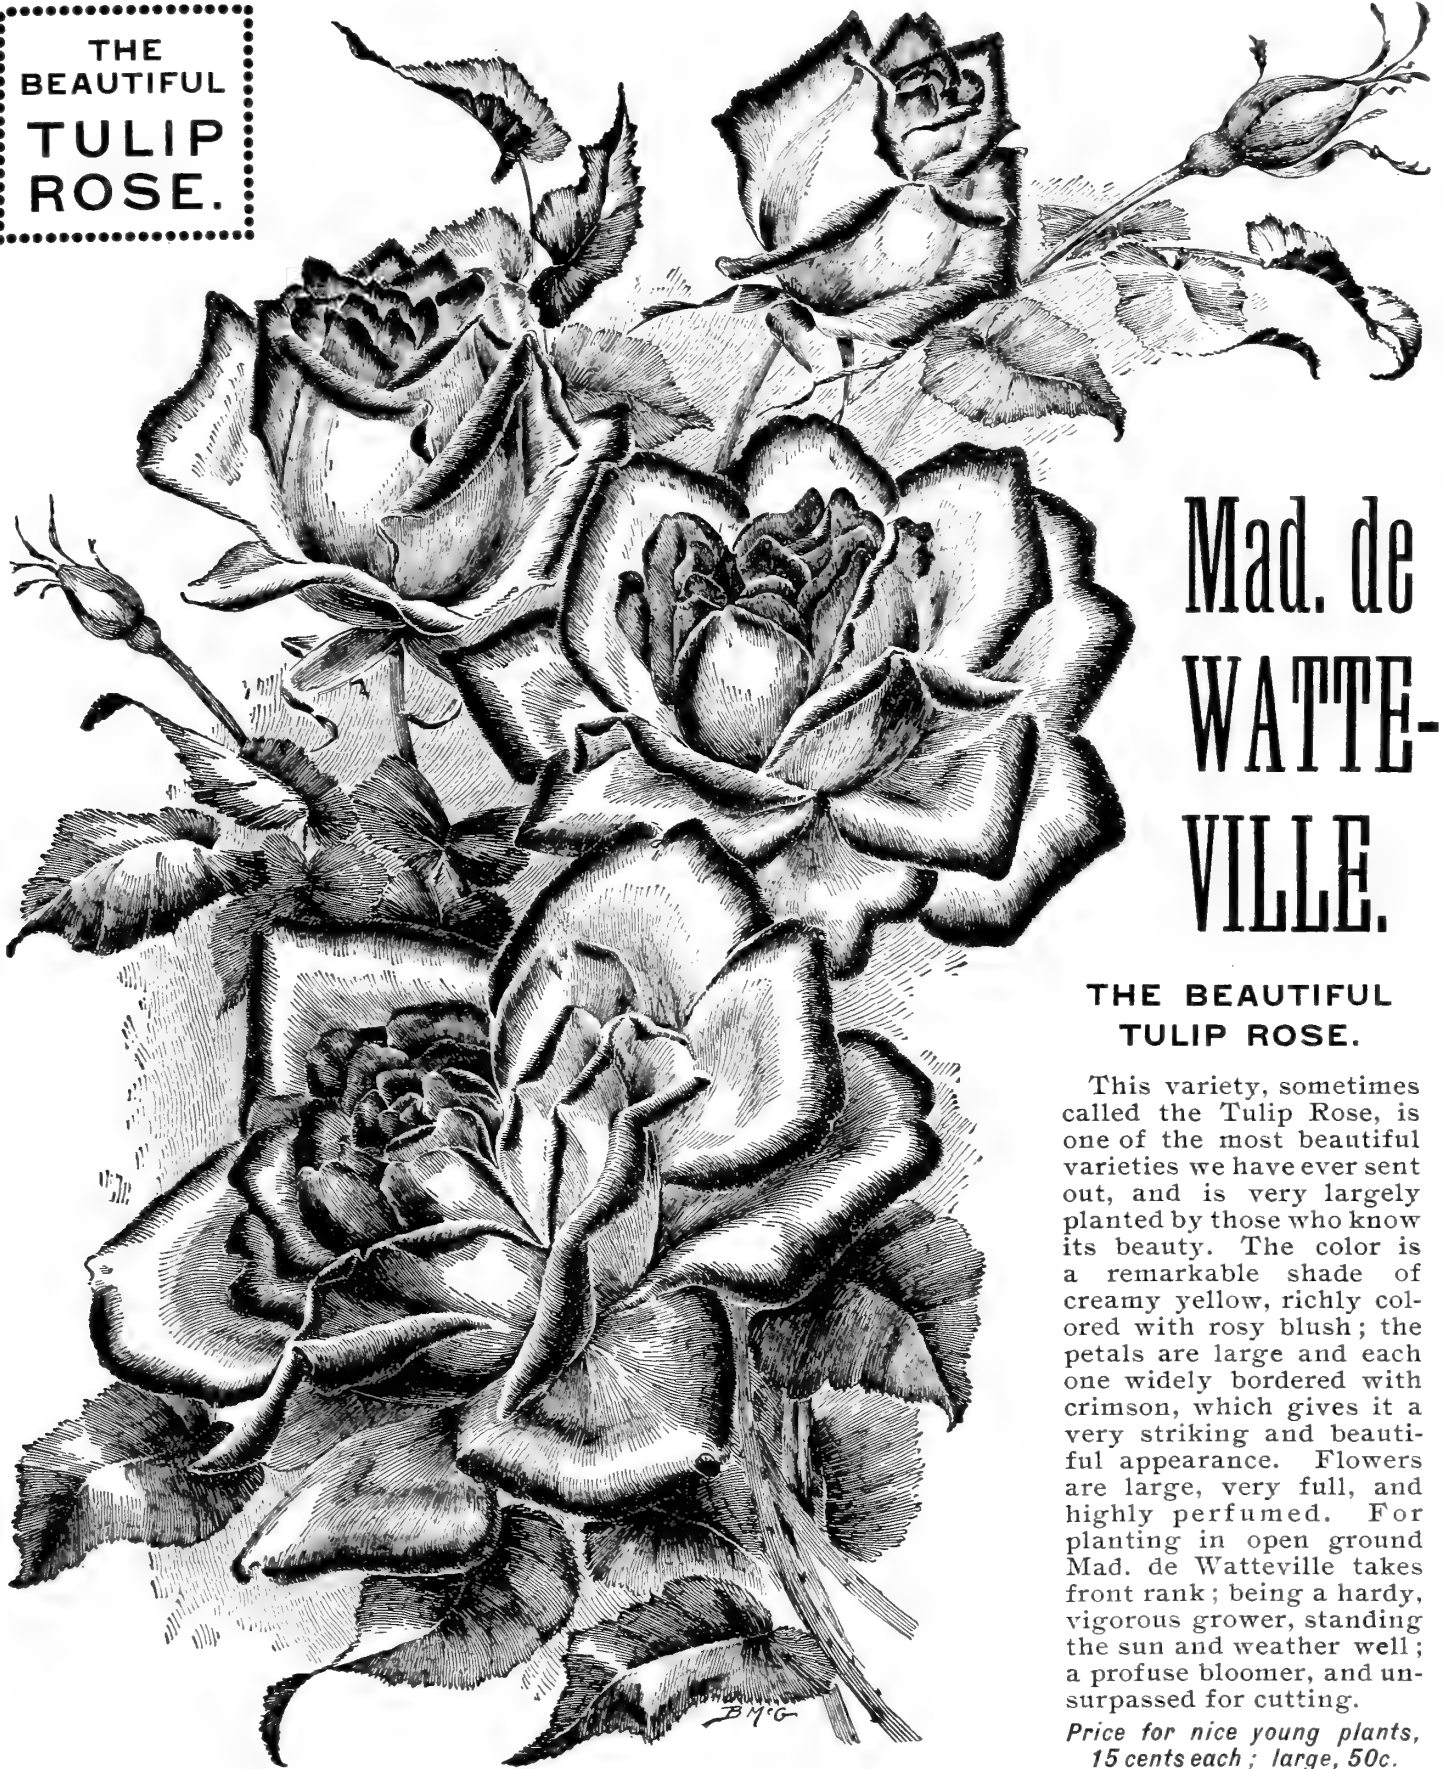 THE
BEAUTIFUL
TULIP
ROSE.
Mad. de
WATTE-
VILLE.
THE BEAUTIFUL
TULIP ROSE.
This variety, sometimes
called the Tulip Rose, is
one of the most beautiful
varieties we have ever sent
out, and is very largely
planted by those who know
its beauty. The color is
a remarkable shade of
creamy yellow, richly col-
ored with rosy blush; the
petals are large and each
one widely bordered with
crimson, which gives it a
very striking and beauti-
ful appearance. Flowers
are large, very full, and
highly perfumed. For
planting in open ground
Mad. de Watteville takes
front rank; being a hardy,
vigorous grower, standing
the sun and weather well;
a profuse bloomer, and un-
surpassed for cutting.
Price for nice young plants,
15 cents each; large, 50c.
B McG